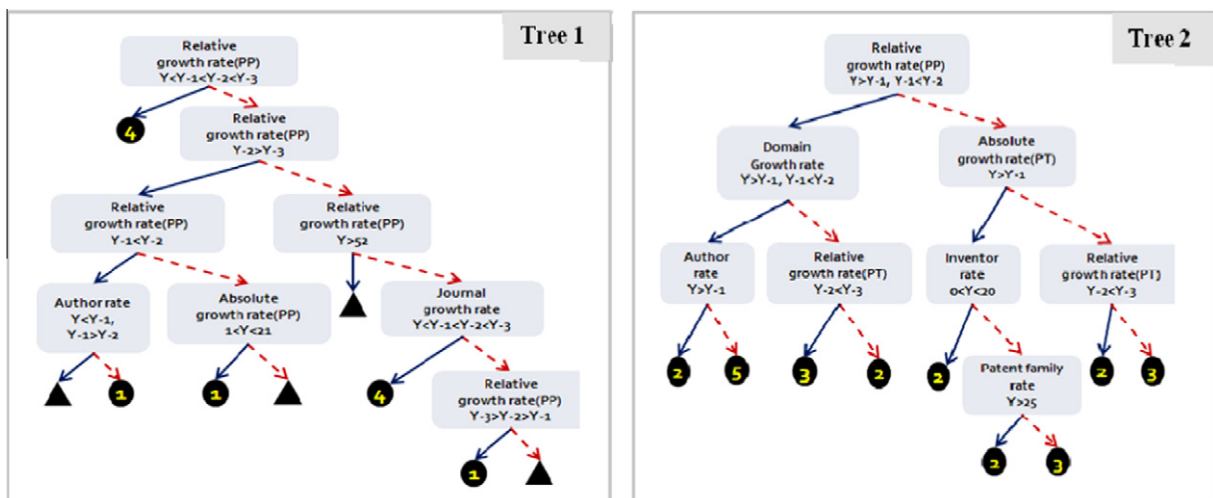 Tree 1
Relative
growth rate(PP)
Y<Y-1<Y-2<Y-3
4
Relative
growth rate(PP)
Y-2>Y-3
Relative
growth rate(PP)
Y-1<Y-2
Relative
growth rate(PP)
Y>52
Author rate
Y<Y-1,
Y-1>Y-2
Absolute
growth rate(PP)
1<Y<21
Journal
growth rate
Y<Y-1<Y-2<Y-3
1
1
4
Relative
growth rate(PP)
Y-3>Y-2>Y-1
1
Tree 2
Relative
growth rate(PP)
Y>Y-1, Y-1<Y-2
Domain
Growth rate
Y>Y-1, Y-1<Y-2
Absolute
growth rate(PT)
Y>Y-1
Author
rate
Y>Y-1
Relative
growth rate(PT)
Y-2<Y-3
Inventor
rate
0<Y<20
Relative
growth rate(PT)
Y-2<Y-3
2
5
3
2
2
Patent family
rate
Y>25
2
3
2
3